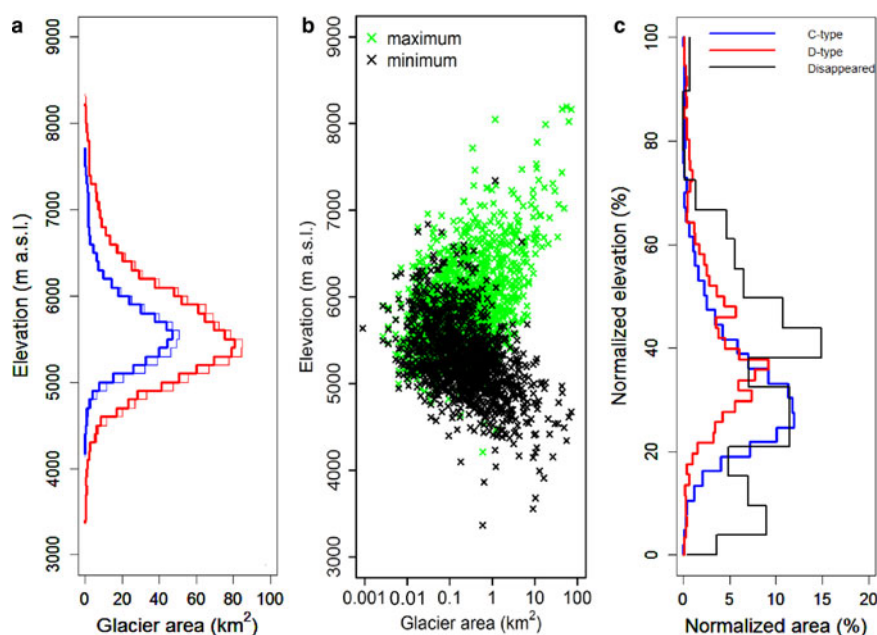 a
9000
8000
7000
6000
5000
4000
3000
Elevation (m a.s.l.)
0 20 40 60 80 100
Glacier area (km²)
b
× maximum
× minimum
9000
8000
7000
6000
5000
4000
3000
Elevation (m a.s.l.)
0.001 0.01 0.1 1 10 100
Glacier area (km²)
c
C-type
D-type
Disappeared
100
80
60
40
20
0
Normalized elevation (%)
0 5 10 15 20
Normalized area (%)